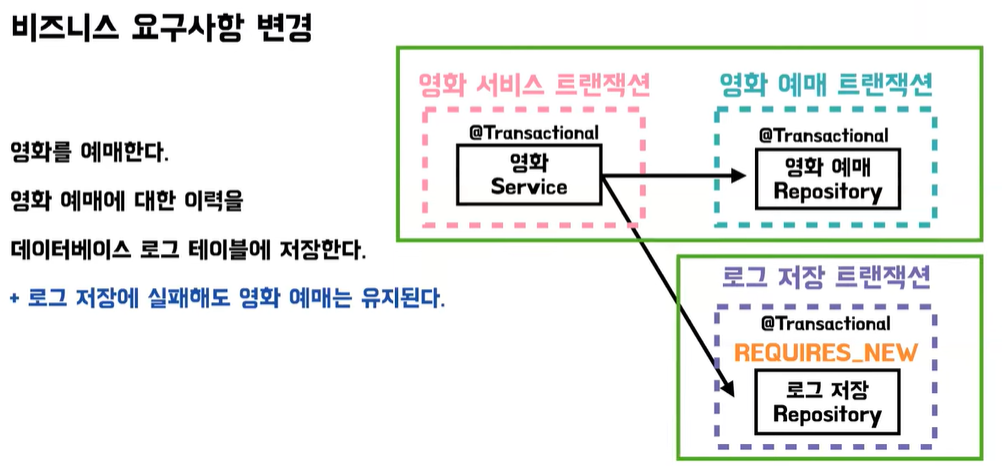 비즈니스 요구사항 변경
영화를 예매한다.
영화 예매에 대한 이력을
데이터베이스 로그 테이블에 저장한다.
+ 로그 저장에 실패해도 영화 예매는 유지된다.
영화 서비스 트랜잭션
@Transactional
영화
Service
영화 예매 트랜잭션
@Transactional
영화 예매
Repository
로그 저장 트랜잭션
@Transactional
REQUIRES_NEW
로그 저장
Repository